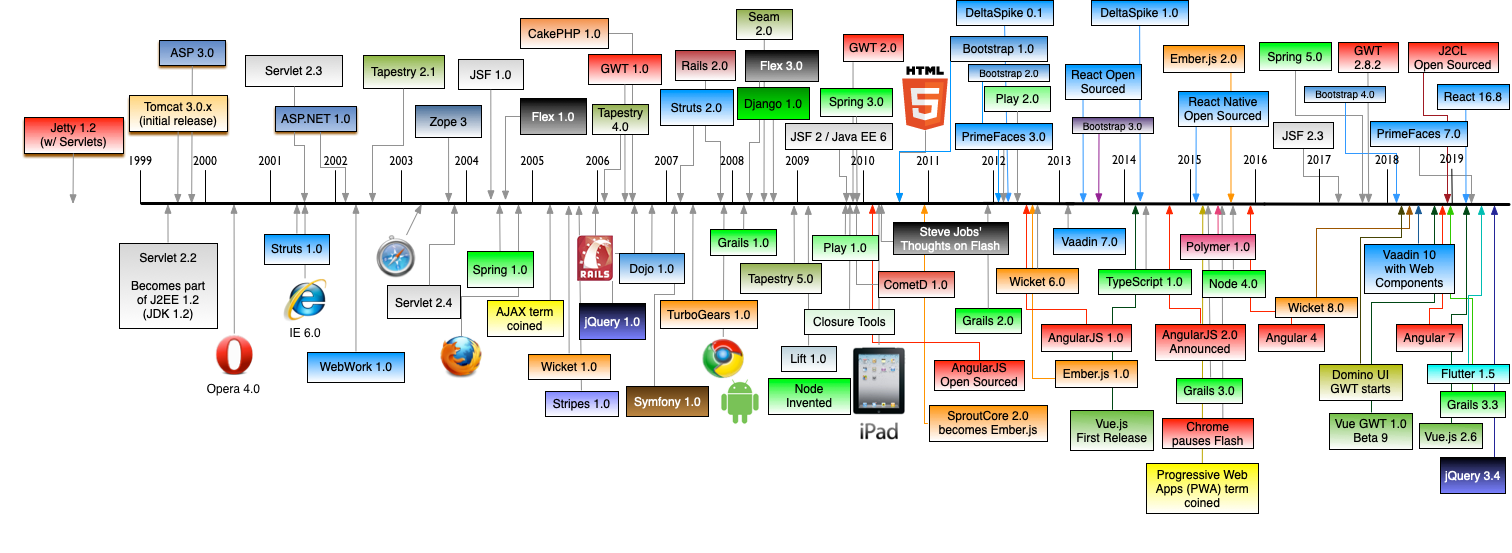 DeltaSpike 0.1
DeltaSpike 1.0
Seam
2.0
CakePHP 1.0
ASP 3.0
GWT 2.0
Bootstrap 1.0
Ember.js 2.0
Spring 5.0
GWT
2.8.2
J2CL
Open Sourced
Servlet 2.3
Tapestry 2.1
JSF 1.0
GWT 1.0
Rails 2.0
Flex 3.0
HTML
5
Bootstrap 2.0
React Open
Sourced
Tomcat 3.0.x
(initial release)
ASP.NET 1.0
Zope 3
Flex 1.0
Tapestry
4.0
Struts 2.0
Django 1.0
Spring 3.0
Play 2.0
React Native
Open Sourced
Bootstrap 4.0
React 16.8
Jetty 1.2
(w/ Servlets)
JSF 2 / Java EE 6
PrimeFaces 3.0
Bootstrap 3.0
JSF 2.3
PrimeFaces 7.0
1999
2000
2001
2002
2003
2004
2005
2006
2007
2008
2009
2010
2011
2012
2013
2014
2015
2016
2017
2018
2019
Servlet 2.2
Becomes part
of J2EE 1.2
(JDK 1.2)
Struts 1.0
IE 6.0
Opera 4.0
WebWork 1.0
Servlet 2.4
Spring 1.0
AJAX term
coined
RAILS
Dojo 1.0
jQuery 1.0
Wicket 1.0
Stripes 1.0
Symfony 1.0
Grails 1.0
TurboGears 1.0
Tapestry 5.0
Play 1.0
Closure Tools
Lift 1.0
Node
Invented
iPad
Steve Jobs'
Thoughts on Flash
CometD 1.0
Grails 2.0
AngularJS
Open Sourced
SproutCore 2.0
becomes Ember.js
Vaadin 7.0
Wicket 6.0
AngularJS 1.0
Ember.js 1.0
TypeScript 1.0
Vue.js
First Release
Polymer 1.0
Node 4.0
AngularJS 2.0
Announced
Grails 3.0
Chrome
pauses Flash
Progressive Web
Apps (PWA) term
coined
Wicket 8.0
Angular 4
Vaadin 10
with Web
Components
Angular 7
Domino UI
GWT starts
Vue GWT 1.0
Beta 9
Flutter 1.5
Grails 3.3
Vue.js 2.6
jQuery 3.4